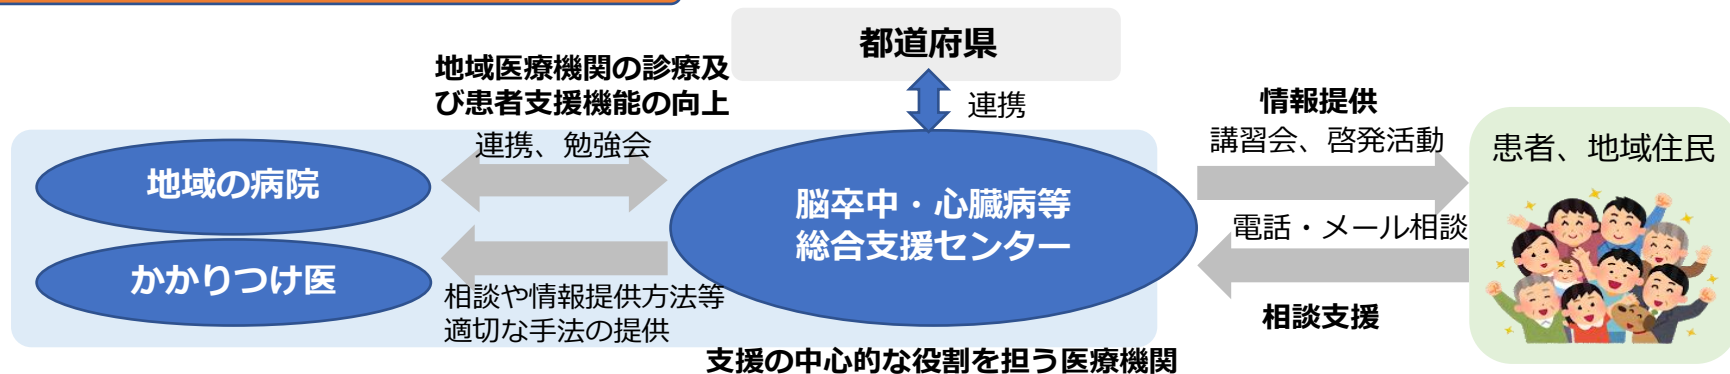 都道府県
連携
地域医療機関の診療及
び患者支援機能の向上
連携、勉強会
地域の病院
かかりつけ医
相談や情報提供方法等
適切な手法の提供
脳卒中・心臓病等
総合支援センター
支援の中心的な役割を担う医療機関
情報提供
講習会、啓発活動
電話・メール相談
相談支援
患者、地域住民